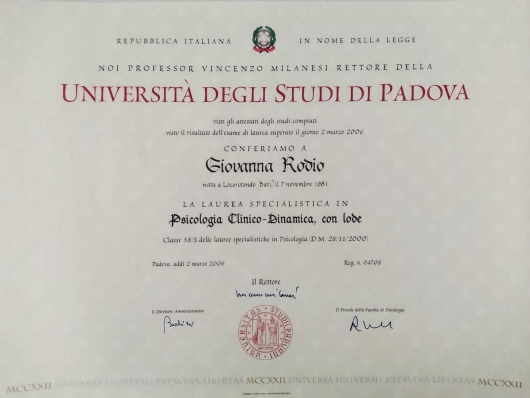 REPUBBLICA ITALIANA IN NOME DELLA LEGGE
NOI PROFESSOR VINCENZO MILANESI RETTORE DELLA
UNIVERSITÀ DEGLI STUDI DI PADOVA
visti gli attestati degli studi compiuti
visto il risultato dell'esame di laurea superato il giorno 2 marzo 2006
CONFERIAMO A
Giovanna Rodio
nata a Locorotondo (Bari) il 7 novembre 1981
LA LAUREA SPECIALISTICA IN
Psicologia Clinico-Dinamica, con lode
Classe 58/S delle lauree specialistiche in Psicologia (D.M. 28/11/2000)
Padova, addì 2 marzo 2006 Reg. n. 04708
Il Rettore
Il Direttore Amministrativo Il Preside della Facoltà di Psicologia
UNIVERSITAS STUDII PADUANI
MCCXXII UNIVERSA UNIVERSIS PATAVINA LIBERTAS MCCXXII UNIVERSA UNIVERSIS PATAVINA LIBERTAS MCCXXII